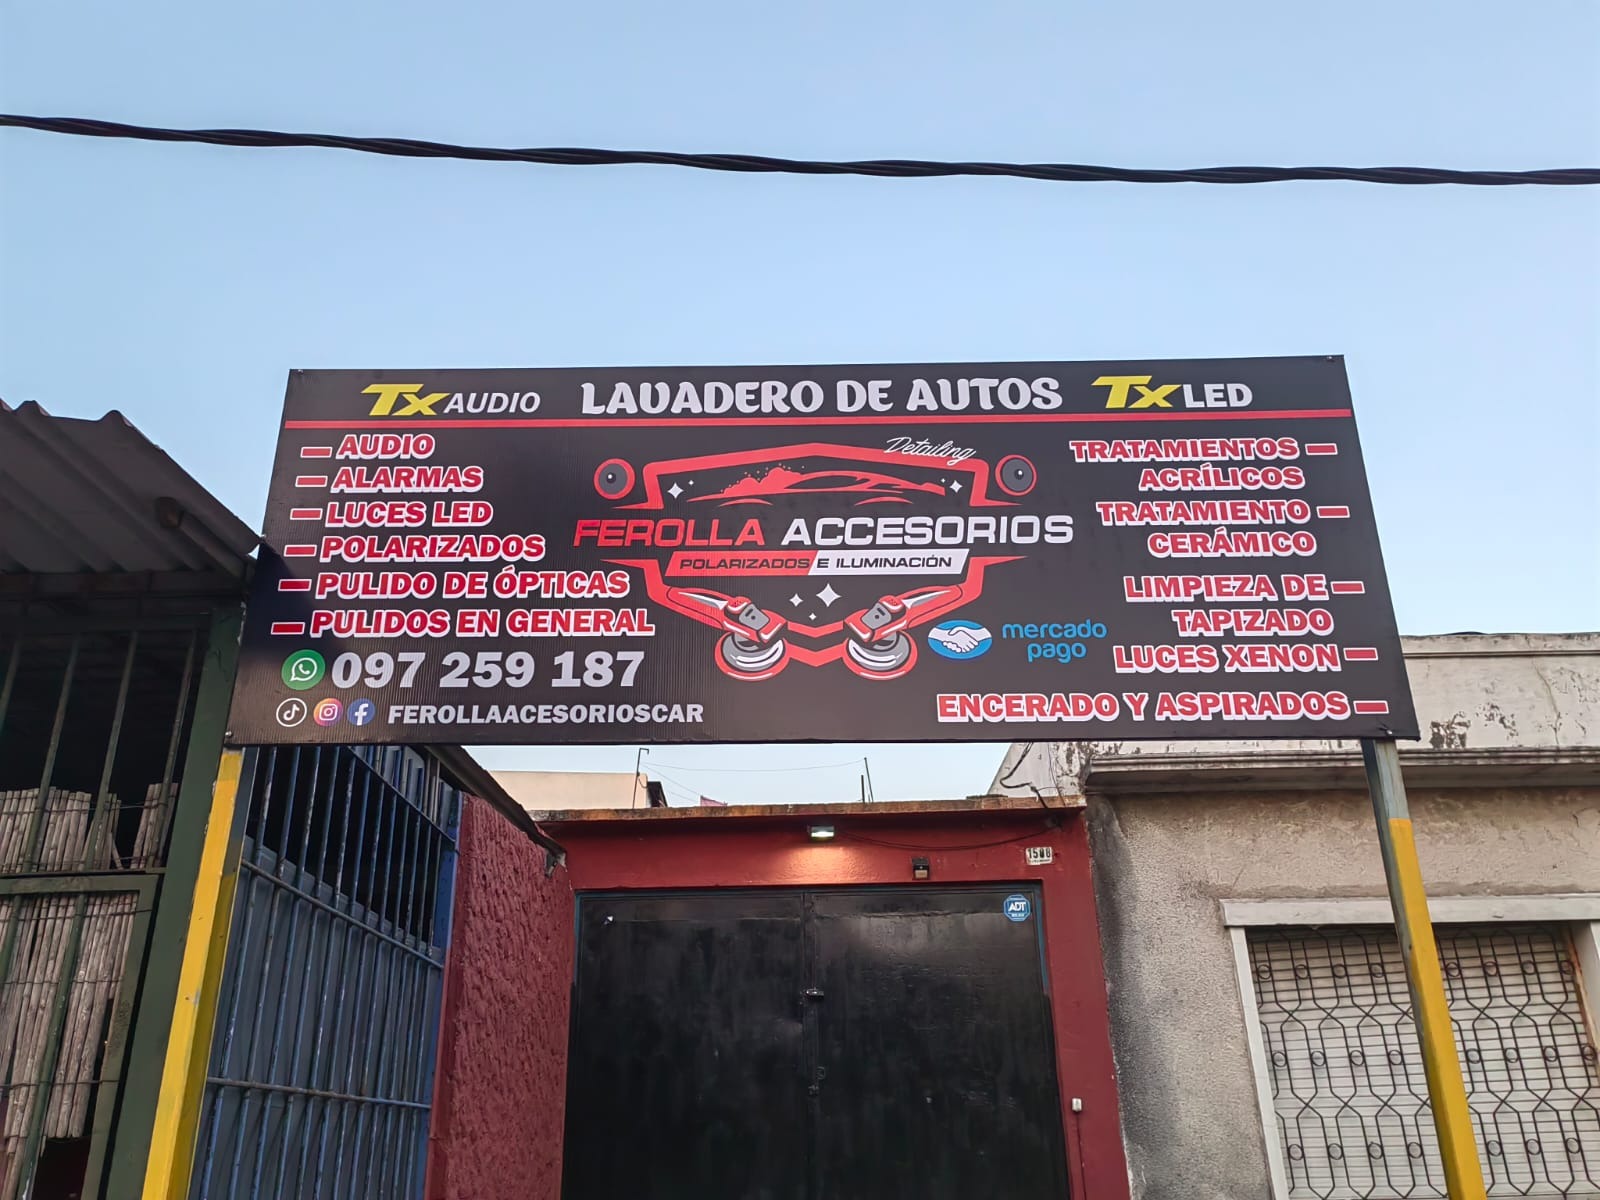 Tx AUDIO LAVADERO DE AUTOS Tx LED
AUDIO
ALARMAS
LUCES LED
POLARIZADOS
PULIDO DE ÓPTICAS
PULIDOS EN GENERAL
097 259 187
FEROLLAACESORIOSCAR
Detailing
FEROLLA ACCESORIOS
POLARIZADOS E ILUMINACIÓN
mercado
pago
TRATAMIENTOS
ACRÍLICOS
TRATAMIENTO
CERÁMICO
LIMPIEZA DE
TAPIZADO
LUCES XENON
ENCERADO Y ASPIRADOS
ADT